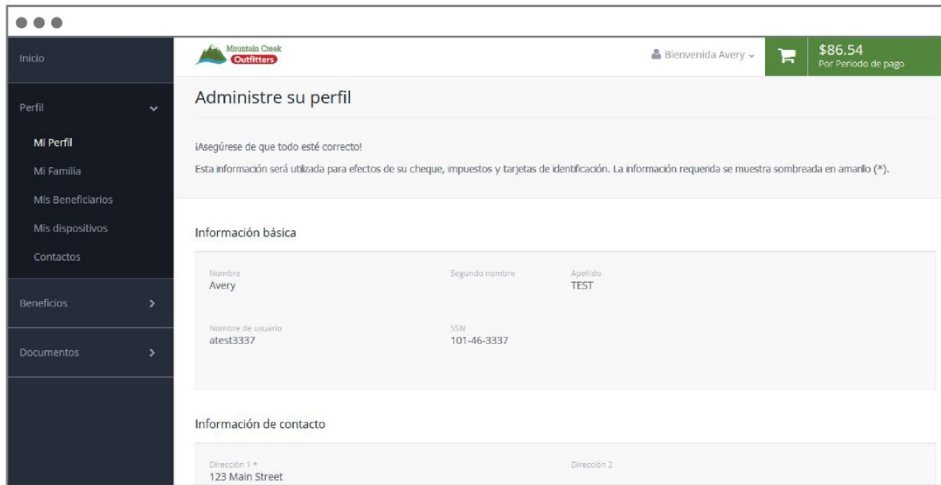 Inicio
Perfil
Mi Perfil
Mi Familia
Mis Beneficiarios
Mis dispositivos
Contactos
Beneficios
Documentos
Mountain Creek
Outfitters
Bienvenida Avery
$86.54
Por Periodo de pago
Administre su perfil
¡Asegúrese de que todo esté correcto!
Esta información será utilizada para efectos de su cheque, impuestos y tarjetas de identificación. La información requerida se muestra sombreada en amarillo (*).
Información básica
Nombre
Avery
Segundo nombre
Apellido
TEST
Nombre de usuario
atest3337
SSN
101-46-3337
Información de contacto
Dirección 1 *
123 Main Street
Dirección 2